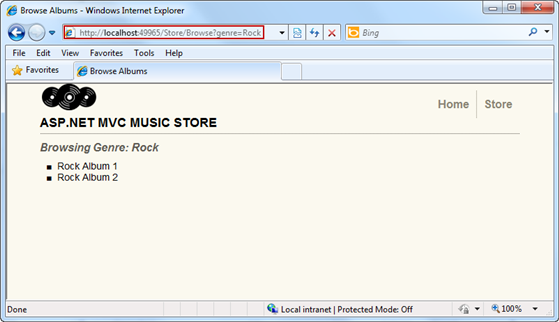 Browse Albums - Windows Internet Explorer
http://localhost:49965/Store/Browse?genre=Rock
Bing
File Edit View Favorites Tools Help
Favorites Browse Albums
Home Store
ASP.NET MVC MUSIC STORE
Browsing Genre: Rock
Rock Album 1
Rock Album 2
Done Local intranet | Protected Mode: Off 100%